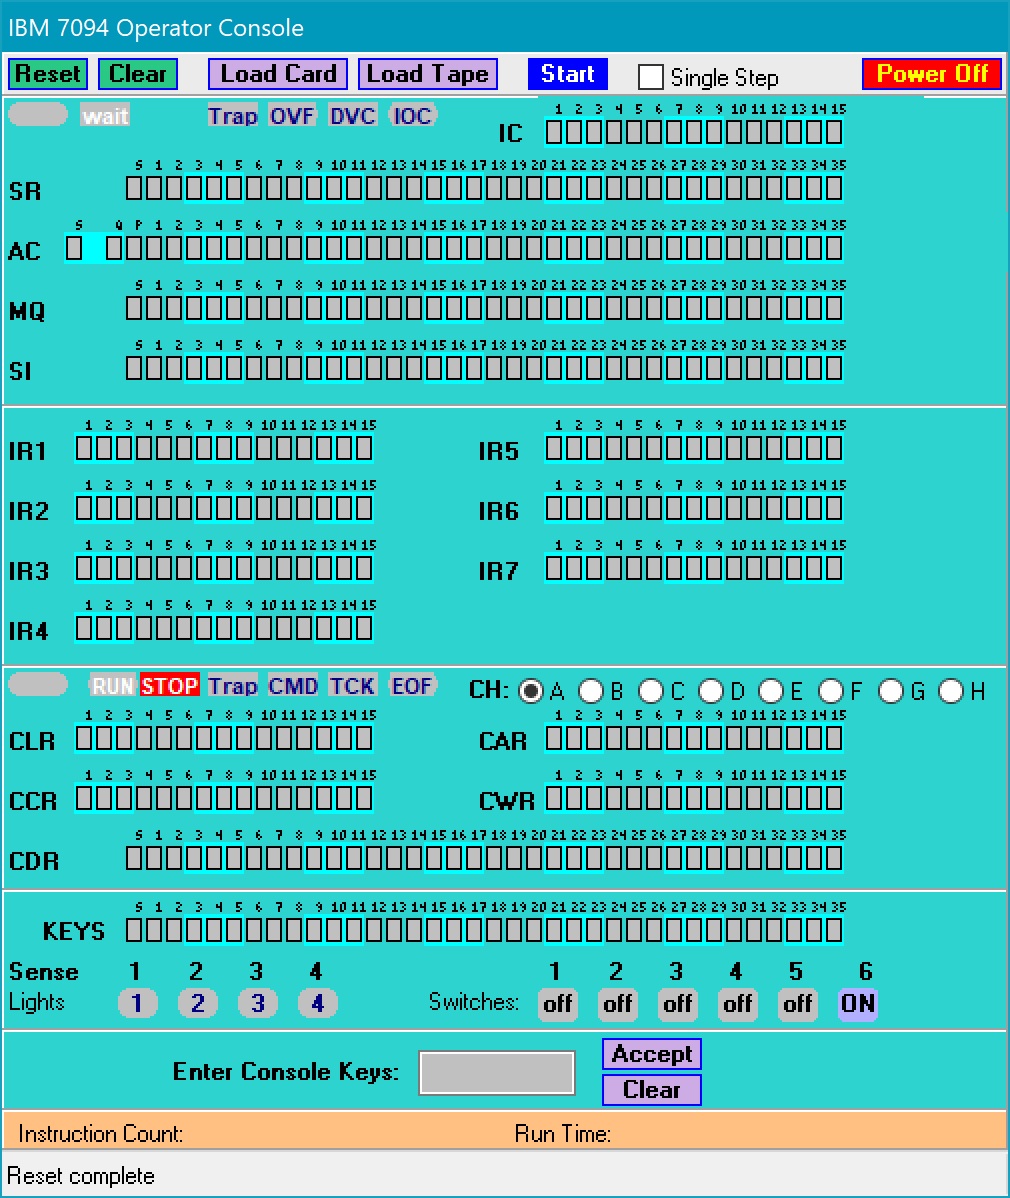 IBM 7094 Operator Console
Reset Clear Load Card Load Tape Start Single Step Power Off
wait Trap OVF DVC IOC
1 2 3 4 5 6 7 8 9 10 11 12 13 14 15
IC
S 1 2 3 4 5 6 7 8 9 10 11 12 13 14 15 16 17 18 19 20 21 22 23 24 25 26 27 28 29 30 31 32 33 34 35
SR
S Q P 1 2 3 4 5 6 7 8 9 10 11 12 13 14 15 16 17 18 19 20 21 22 23 24 25 26 27 28 29 30 31 32 33 34 35
AC
S 1 2 3 4 5 6 7 8 9 10 11 12 13 14 15 16 17 18 19 20 21 22 23 24 25 26 27 28 29 30 31 32 33 34 35
MQ
S 1 2 3 4 5 6 7 8 9 10 11 12 13 14 15 16 17 18 19 20 21 22 23 24 25 26 27 28 29 30 31 32 33 34 35
SI
1 2 3 4 5 6 7 8 9 10 11 12 13 14 15 1 2 3 4 5 6 7 8 9 10 11 12 13 14 15
IR1 IR5
1 2 3 4 5 6 7 8 9 10 11 12 13 14 15 1 2 3 4 5 6 7 8 9 10 11 12 13 14 15
IR2 IR6
1 2 3 4 5 6 7 8 9 10 11 12 13 14 15 1 2 3 4 5 6 7 8 9 10 11 12 13 14 15
IR3 IR7
1 2 3 4 5 6 7 8 9 10 11 12 13 14 15
IR4
RUN STOP Trap CMD TCK EOF CH: A B C D E F G H
1 2 3 4 5 6 7 8 9 10 11 12 13 14 15 1 2 3 4 5 6 7 8 9 10 11 12 13 14 15
CLR CAR
1 2 3 4 5 6 7 8 9 10 11 12 13 14 15 1 2 3 4 5 6 7 8 9 10 11 12 13 14 15
CCR CWR
S 1 2 3 4 5 6 7 8 9 10 11 12 13 14 15 16 17 18 19 20 21 22 23 24 25 26 27 28 29 30 31 32 33 34 35
CDR
S 1 2 3 4 5 6 7 8 9 10 11 12 13 14 15 16 17 18 19 20 21 22 23 24 25 26 27 28 29 30 31 32 33 34 35
KEYS
Sense 1 2 3 4 1 2 3 4 5 6
Lights 1 2 3 4 Switches: off off off off off ON
Enter Console Keys: Accept
Clear
Instruction Count: Run Time:
Reset complete